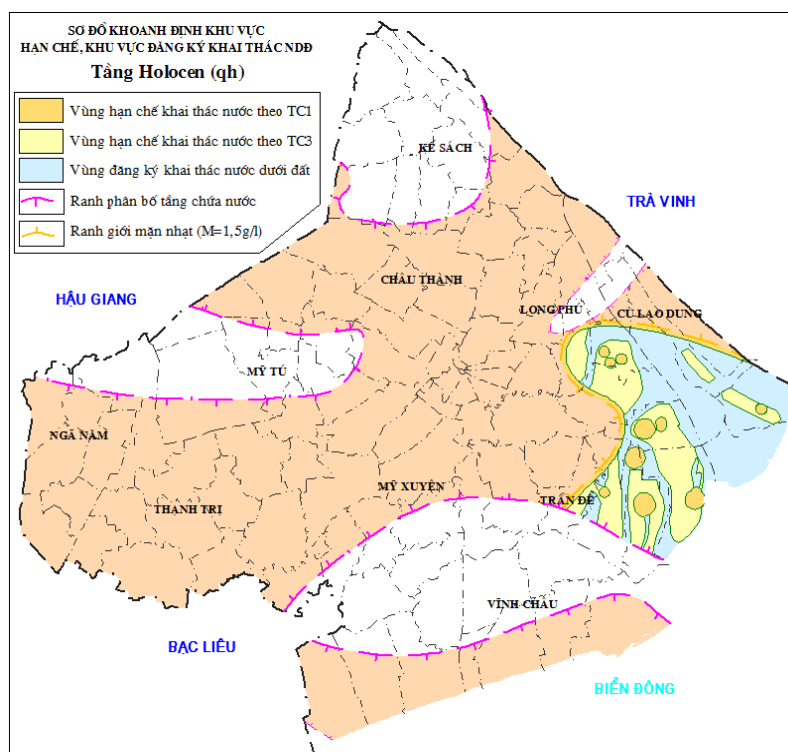 SƠ ĐỒ KHOANH ĐỊNH KHU VỰC
HẠN CHẾ, KHU VỰC ĐĂNG KÝ KHAI THÁC NDĐ
Tầng Holocen (qh)
Vùng hạn chế khai thác nước theo TC1
Vùng hạn chế khai thác nước theo TC3
Vùng đăng ký khai thác nước dưới đất
Ranh phân bố tầng chứa nước
Ranh giới mặn nhạt (M=1,5g/l)
KẾ SÁCH
TRÀ VINH
CHÂU THÀNH
HẬU GIANG
LONG PHÚ
CÙ LAO DUNG
MỸ TÚ
NGÃ NĂM
MỸ XUYÊN
TRẦN ĐỀ
THẠNH TRỊ
VĨNH CHÂU
BẠC LIÊU
BIỂN ĐÔNG